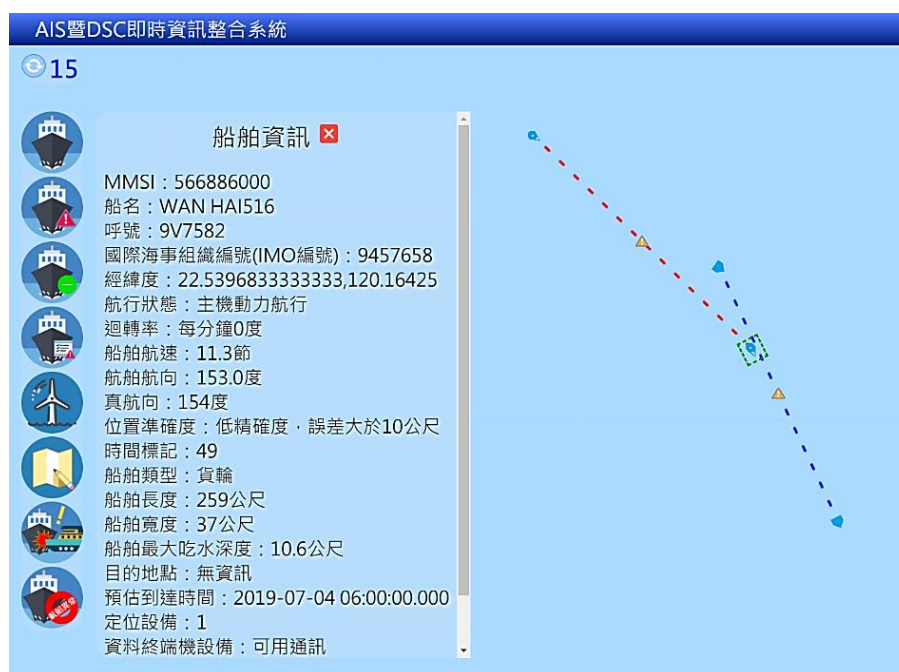 AIS暨DSC即時資訊整合系統
15
船舶資訊
MMSI：566886000
船名：WAN HAI516
呼號：9V7582
國際海事組織編號(IMO編號)：9457658
經緯度：22.5396833333333,120.16425
航行狀態：主機動力航行
迴轉率：每分鐘0度
船舶航速：11.3節
航舶航向：153.0度
真航向：154度
位置準確度：低精確度，誤差大於10公尺
時間標記：49
船舶類型：貨輪
船舶長度：259公尺
船舶寬度：37公尺
船舶最大吃水深度：10.6公尺
目的地點：無資訊
預估到達時間：2019-07-04 06:00:00.000
定位設備：1
資料終端機設備：可用通訊